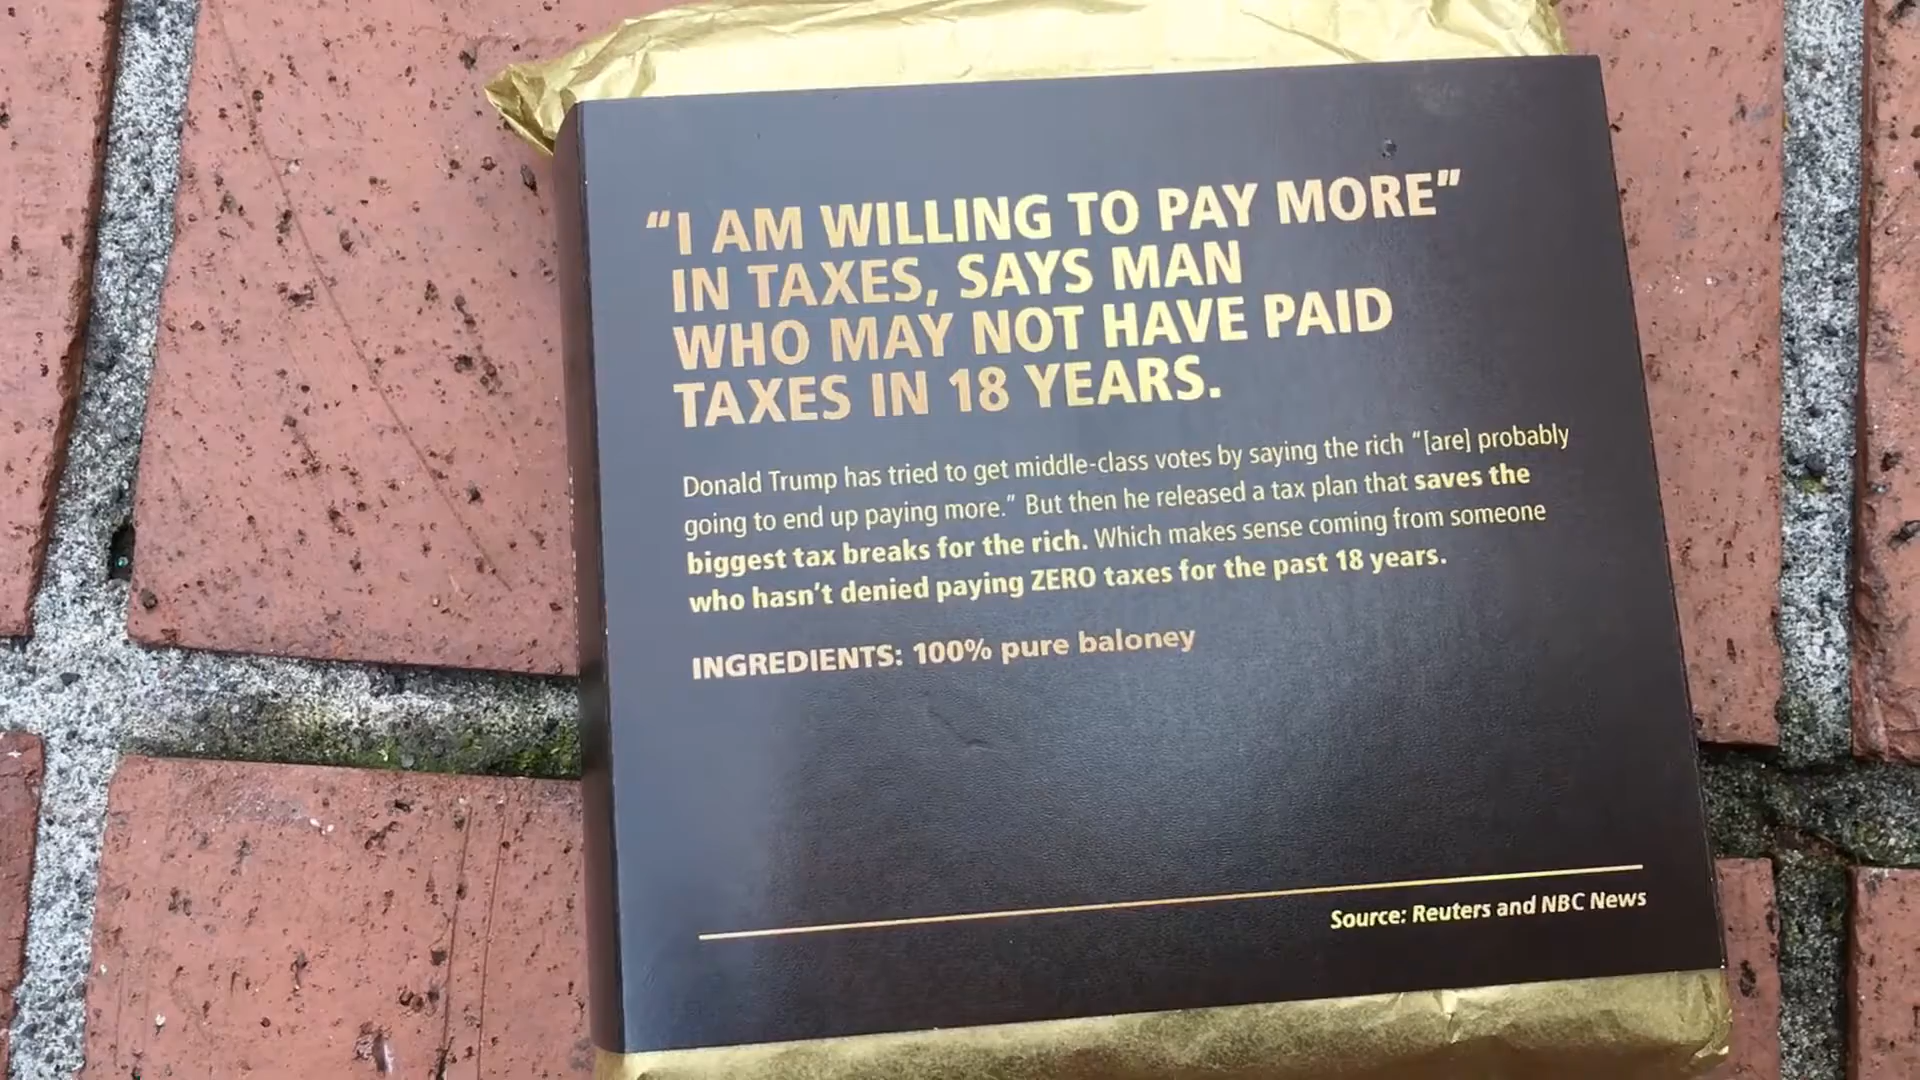 “I AM WILLING TO PAY MORE”
IN TAXES, SAYS MAN
WHO MAY NOT HAVE PAID
TAXES IN 18 YEARS.
Donald Trump has tried to get middle-class votes by saying the rich “[are] probably
going to end up paying more.” But then he released a tax plan that saves the
biggest tax breaks for the rich. Which makes sense coming from someone
who hasn’t denied paying ZERO taxes for the past 18 years.
INGREDIENTS: 100% pure baloney
Source: Reuters and NBC News